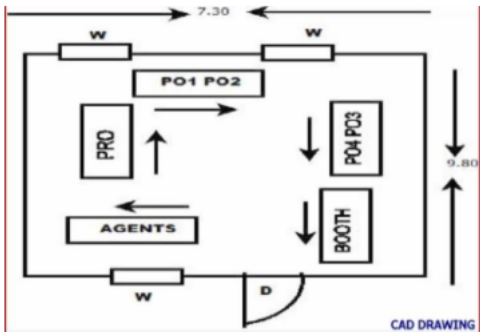 7.30
W
W
PO1 PO2
PRO
PO4 PO3
9.80
AGENTS
BOOTH
W
D
CAD DRAWING